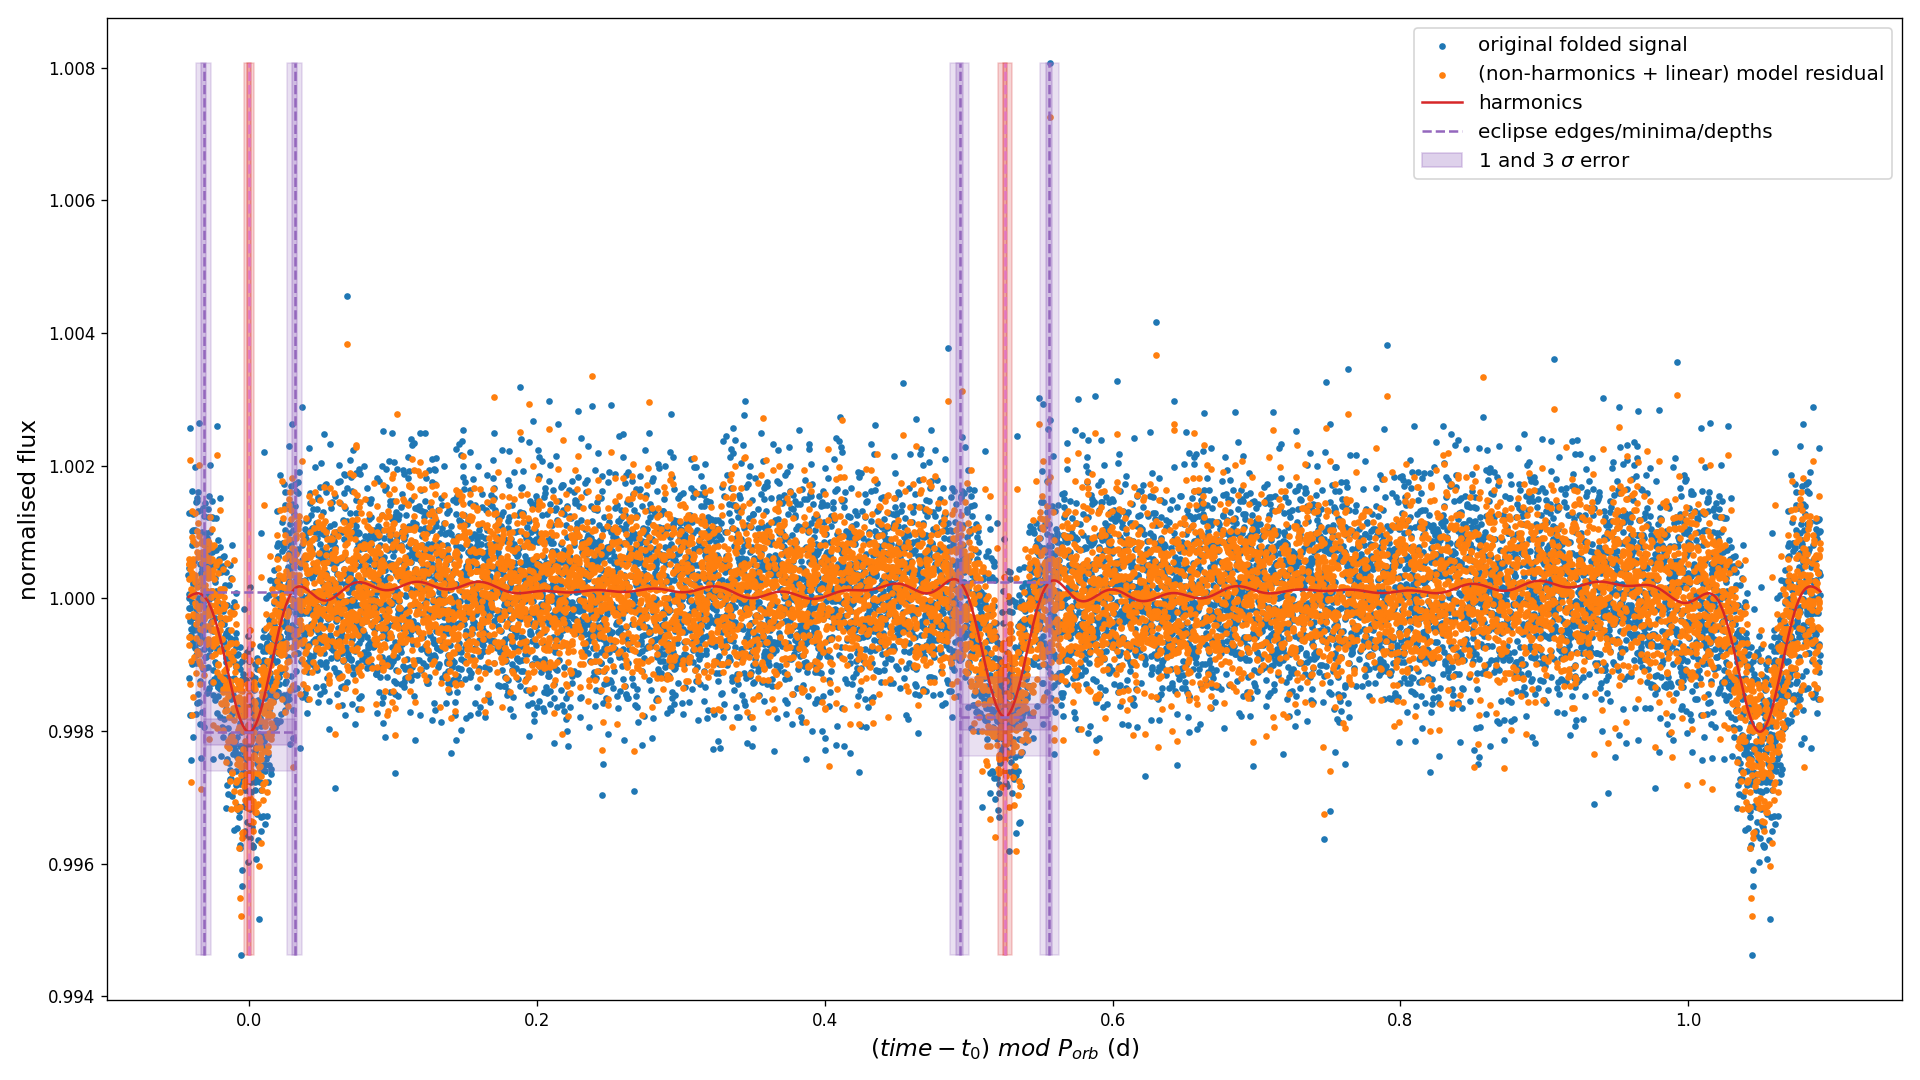 original folded signal
(non-harmonics + linear) model residual
harmonics
eclipse edges/minima/depths
1 and 3 σ error
normalised flux
1.008
1.006
1.004
1.002
1.000
0.998
0.996
0.994
0.0 0.2 0.4 0.6 0.8 1.0
(time − t₀) mod Pₒᵣb (d)